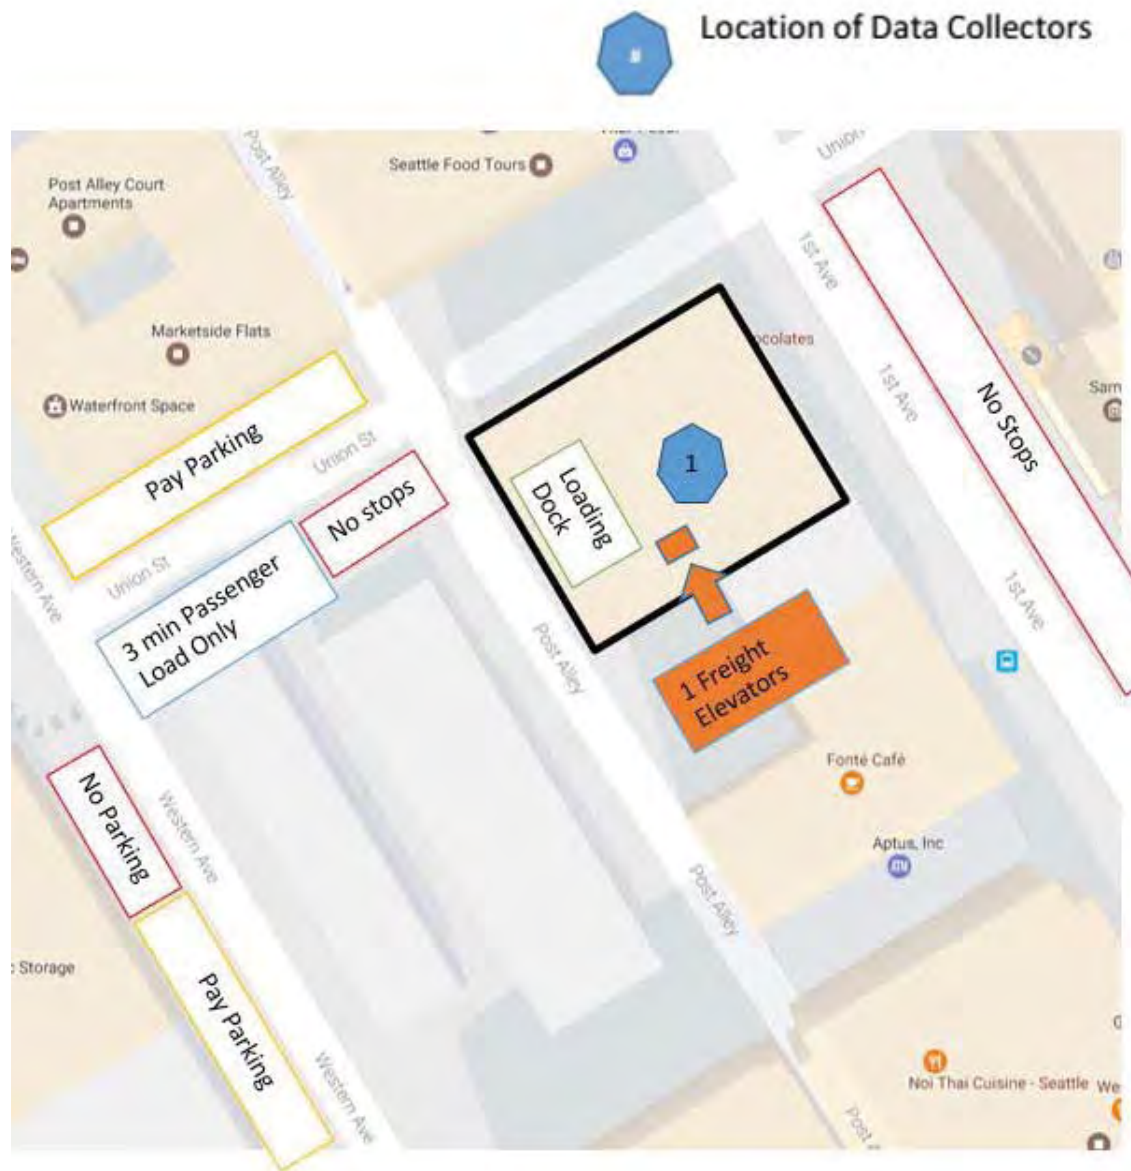 Location of Data Collectors
#
Post Alley
Union
Seattle Food Tours
Post Alley Court
Apartments
1st Ave
Marketside Flats
ocolates
1st Ave
No Stops
Waterfront Space
Pay Parking
Union St
No stops
Loading
Dock
1
Union St
3 min Passenger
Load Only
1st Ave
Post Alley
1 Freight
Elevators
Fonté Café
No Parking
Western Ave
Aptus, Inc
Post Alley
Storage
Pay Parking
Western Ave
Noi Thai Cuisine - Seattle
We